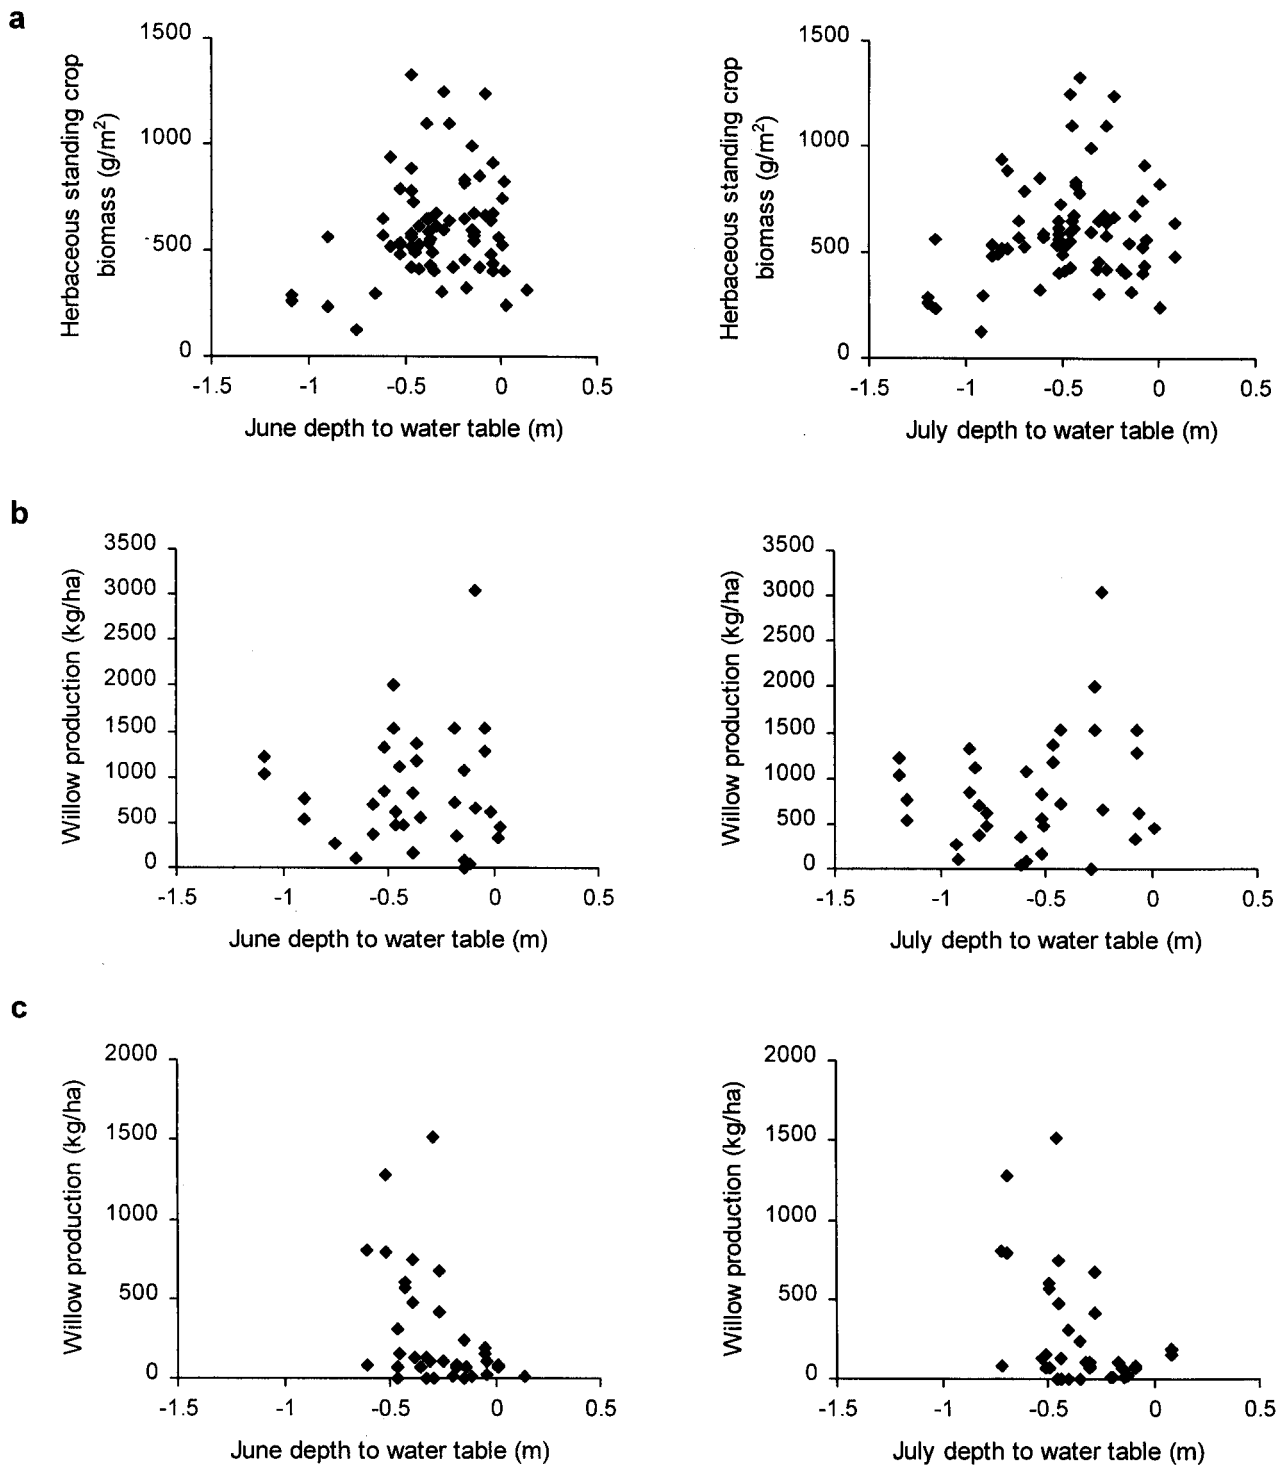 a
1500
1000
500
0
-1.5 -1 -0.5 0 0.5
Herbaceous standing crop
biomass (g/m²)
June depth to water table (m)
1500
1000
500
0
-1.5 -1 -0.5 0 0.5
Herbaceous standing crop
biomass (g/m²)
July depth to water table (m)
b
3500
3000
2500
2000
1500
1000
500
0
-1.5 -1 -0.5 0 0.5
Willow production (kg/ha)
June depth to water table (m)
3500
3000
2500
2000
1500
1000
500
0
-1.5 -1 -0.5 0 0.5
Willow production (kg/ha)
July depth to water table (m)
c
2000
1500
1000
500
0
-1.5 -1 -0.5 0 0.5
Willow production (kg/ha)
June depth to water table (m)
2000
1500
1000
500
0
-1.5 -1 -0.5 0 0.5
Willow production (kg/ha)
July depth to water table (m)